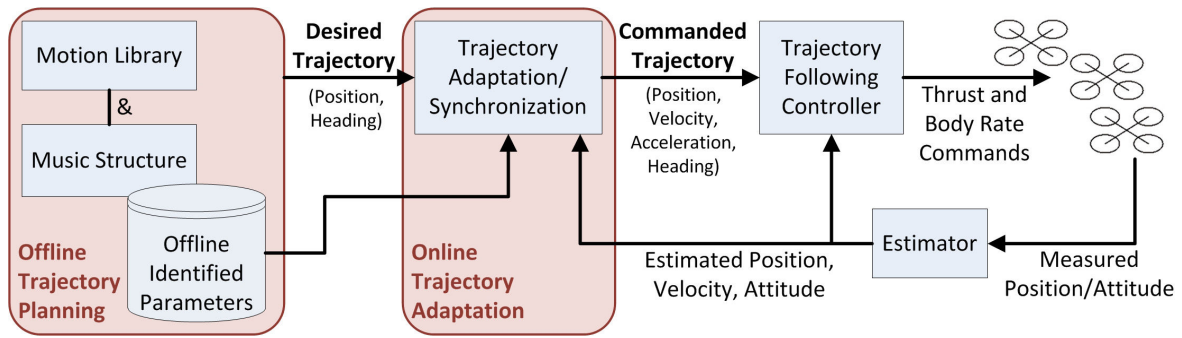 Motion Library
&
Music Structure
Offline
Identified
Parameters
Offline
Trajectory
Planning
Desired
Trajectory
(Position,
Heading)
Trajectory
Adaptation/
Synchronization
Online
Trajectory
Adaptation
Commanded
Trajectory
(Position,
Velocity,
Acceleration,
Heading)
Trajectory
Following
Controller
Thrust and
Body Rate
Commands
Estimator
Estimated Position,
Velocity, Attitude
Measured
Position/Attitude